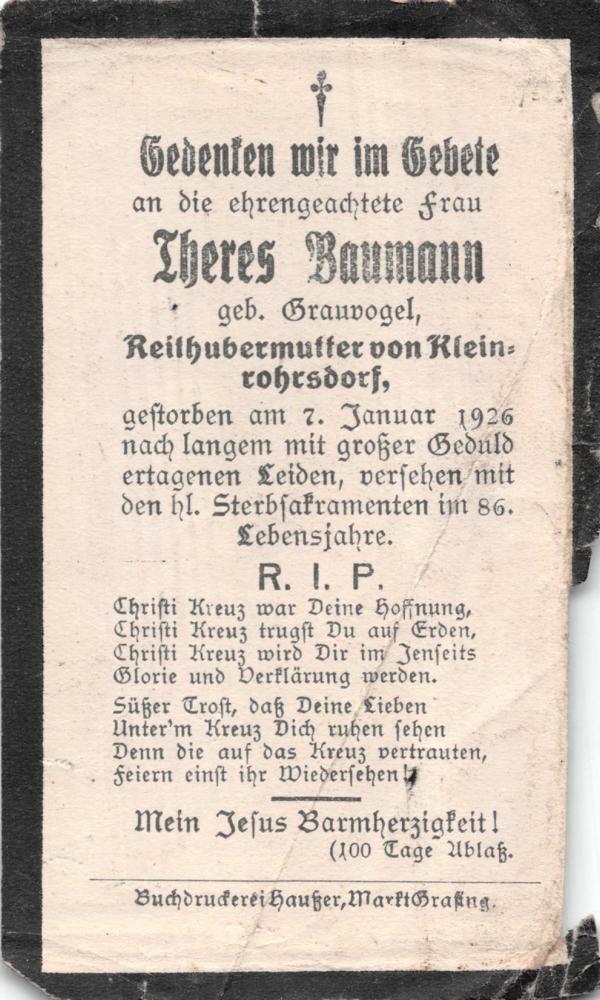 Gedenken wir im Gebete
an die ehrengeachtete Frau
Theres Baumann
geb. Grauvogel,
Reithubermutter von Klein-
rohrsdorf,
gestorben am 7. Januar 1926
nach langem mit großer Geduld
ertagenen Leiden, versehen mit
den hl. Sterbsakramenten im 86.
Lebensjahre.
R. I. P.
Christi Kreuz war Deine Hoffnung,
Christi Kreuz trugst Du auf Erden,
Christi Kreuz wird Dir im Jenseits
Glorie und Verklärung werden.
Süßer Trost, daß Deine Lieben
Unter'm Kreuz Dich ruhen sehen
Denn die auf das Kreuz vertrauten,
Feiern einst ihr Wiedersehen!
Mein Jesus Barmherzigkeit!
(100 Tage Ablaß.
Buchdruckerei Haußer, Markt Grafing.